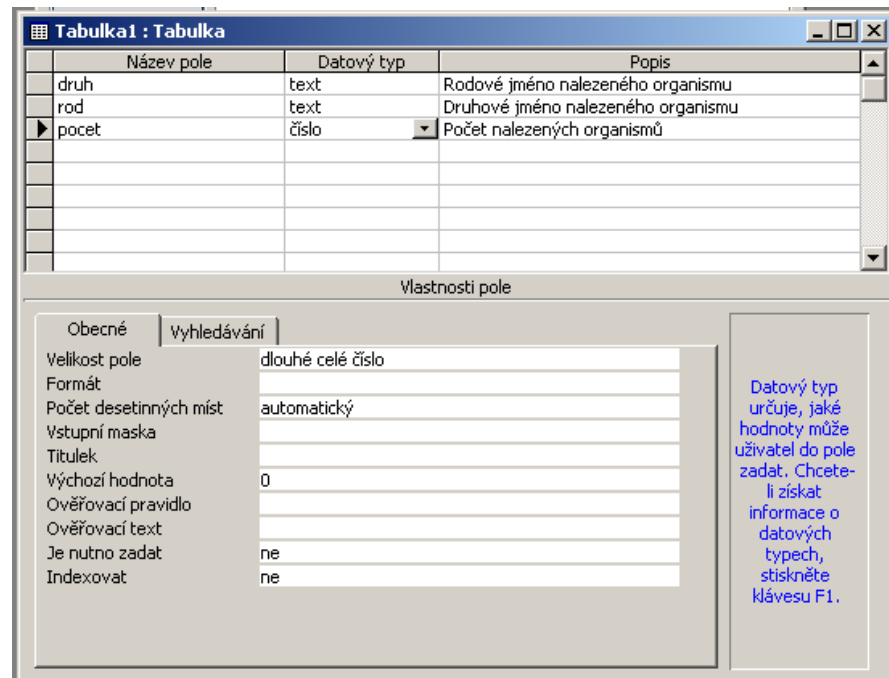 Tabulka1 : Tabulka
Název pole Datový typ Popis
druh text Rodové jméno nalezeného organismu
rod text Druhové jméno nalezeného organismu
pocet číslo Počet nalezených organismů
Vlastnosti pole
Obecné Vyhledávání
Velikost pole dlouhé celé číslo
Formát
Počet desetinných míst automatický
Vstupní maska
Titulek
Výchozí hodnota 0
Ověřovací pravidlo
Ověřovací text
Je nutno zadat ne
Indexovat ne
Datový typ
určuje, jaké
hodnoty může
uživatel do pole
zadat. Chcete-
li získat
informace o
datových
typech,
stiskněte
klávesu F1.